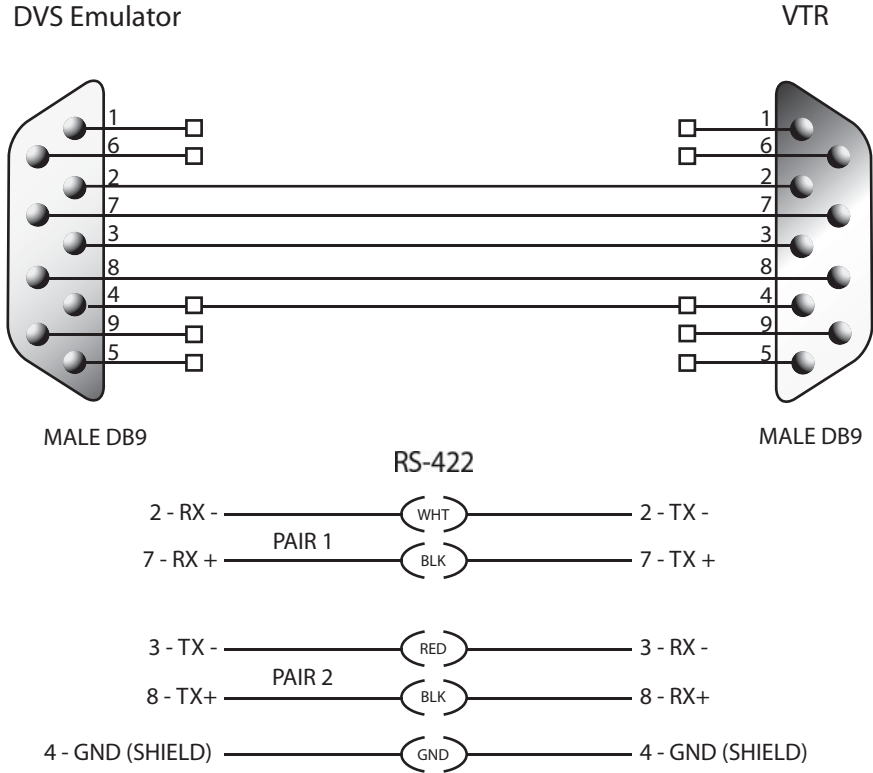 DVS Emulator VTR
1 1
6 6
2 2
7 7
3 3
8 8
4 4
9 9
5 5
MALE DB9 MALE DB9
RS-422
2 - RX - WHT 2 - TX -
PAIR 1
7 - RX + BLK 7 - TX +
3 - TX - RED 3 - RX -
PAIR 2
8 - TX+ BLK 8 - RX+
4 - GND (SHIELD) GND 4 - GND (SHIELD)